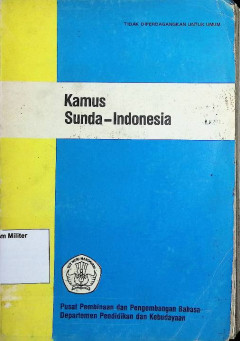 TIDAK DIPERDAGANGKAN UNTUK UMUM
Kamus
Sunda-Indonesia
m Militer
Pusat Pembinaan dan Pengembangan Bahasa
Departemen Pendidikan dan Kebudayaan